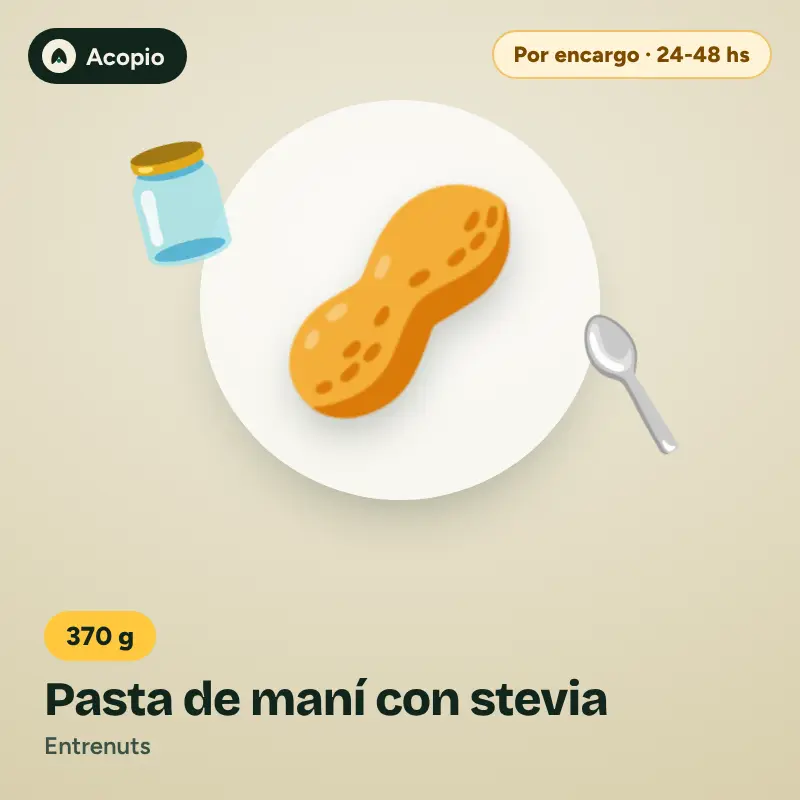 Acopio
Por encargo · 24-48 hs
370 g
Pasta de maní con stevia
Entrenuts